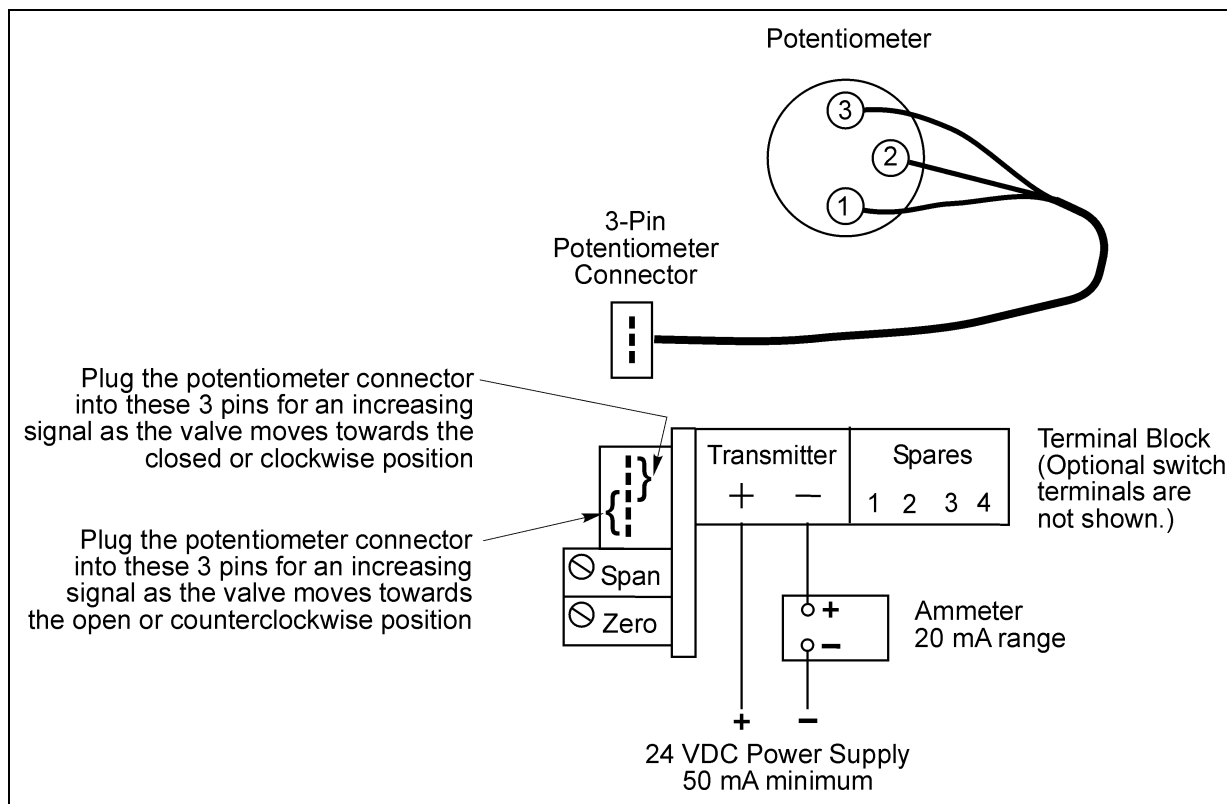 Potentiometer
3
2
1
3-Pin
Potentiometer
Connector
Plug the potentiometer connector
into these 3 pins for an increasing
signal as the valve moves towards the
closed or clockwise position
Plug the potentiometer connector
into these 3 pins for an increasing
signal as the valve moves towards
the open or counterclockwise position
Span
Zero
Transmitter
+ −
Spares
1 2 3 4
Terminal Block
(Optional switch
terminals are
not shown.)
+
−
Ammeter
20 mA range
+ −
24 VDC Power Supply
50 mA minimum